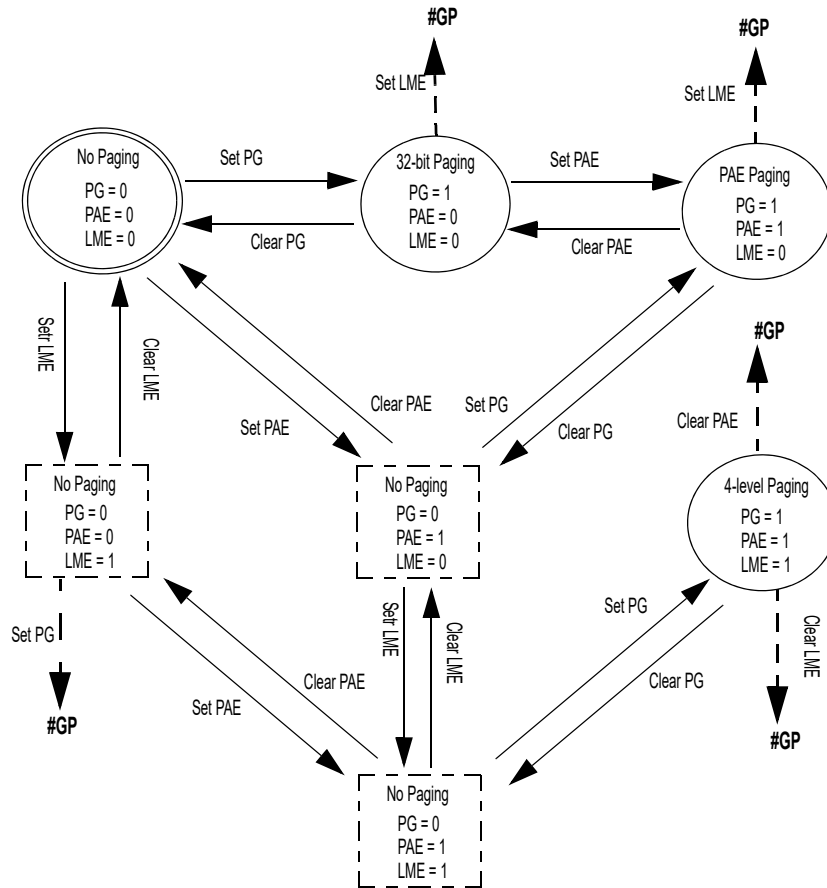 #GP
#GP
Set LME
Set LME
No Paging
PG = 0
PAE = 0
LME = 0
Set PG
Clear PG
32-bit Paging
PG = 1
PAE = 0
LME = 0
Set PAE
Clear PAE
PAE Paging
PG = 1
PAE = 1
LME = 0
Setr LME
Clear LME
Set PAE
Clear PAE
Set PG
Clear PG
#GP
Clear PAE
No Paging
PG = 0
PAE = 0
LME = 1
No Paging
PG = 0
PAE = 1
LME = 0
4-level Paging
PG = 1
PAE = 1
LME = 1
Set PG
#GP
Set PAE
Clear PAE
Setr LME
Clear LME
Set PG
Clear PG
Clear LME
#GP
No Paging
PG = 0
PAE = 1
LME = 1